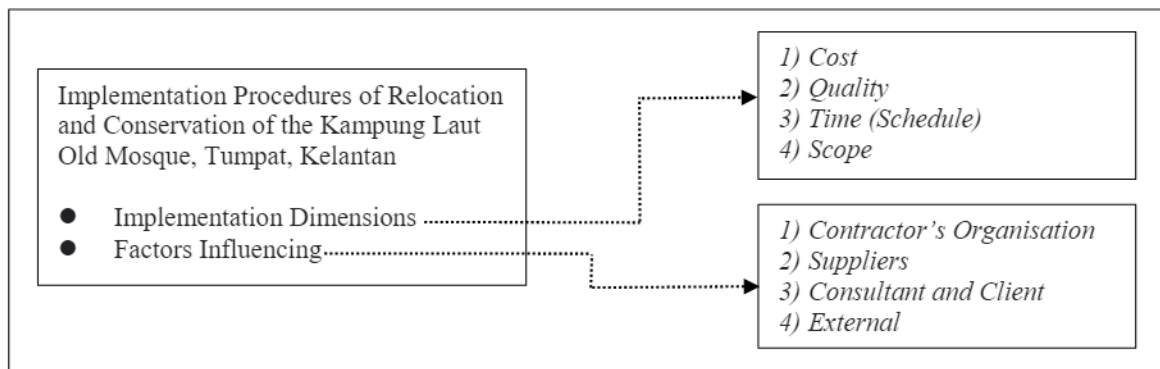 Implementation Procedures of Relocation
and Conservation of the Kampung Laut
Old Mosque, Tumpat, Kelantan
● Implementation Dimensions
● Factors Influencing
1) Cost
2) Quality
3) Time (Schedule)
4) Scope
1) Contractor's Organisation
2) Suppliers
3) Consultant and Client
4) External